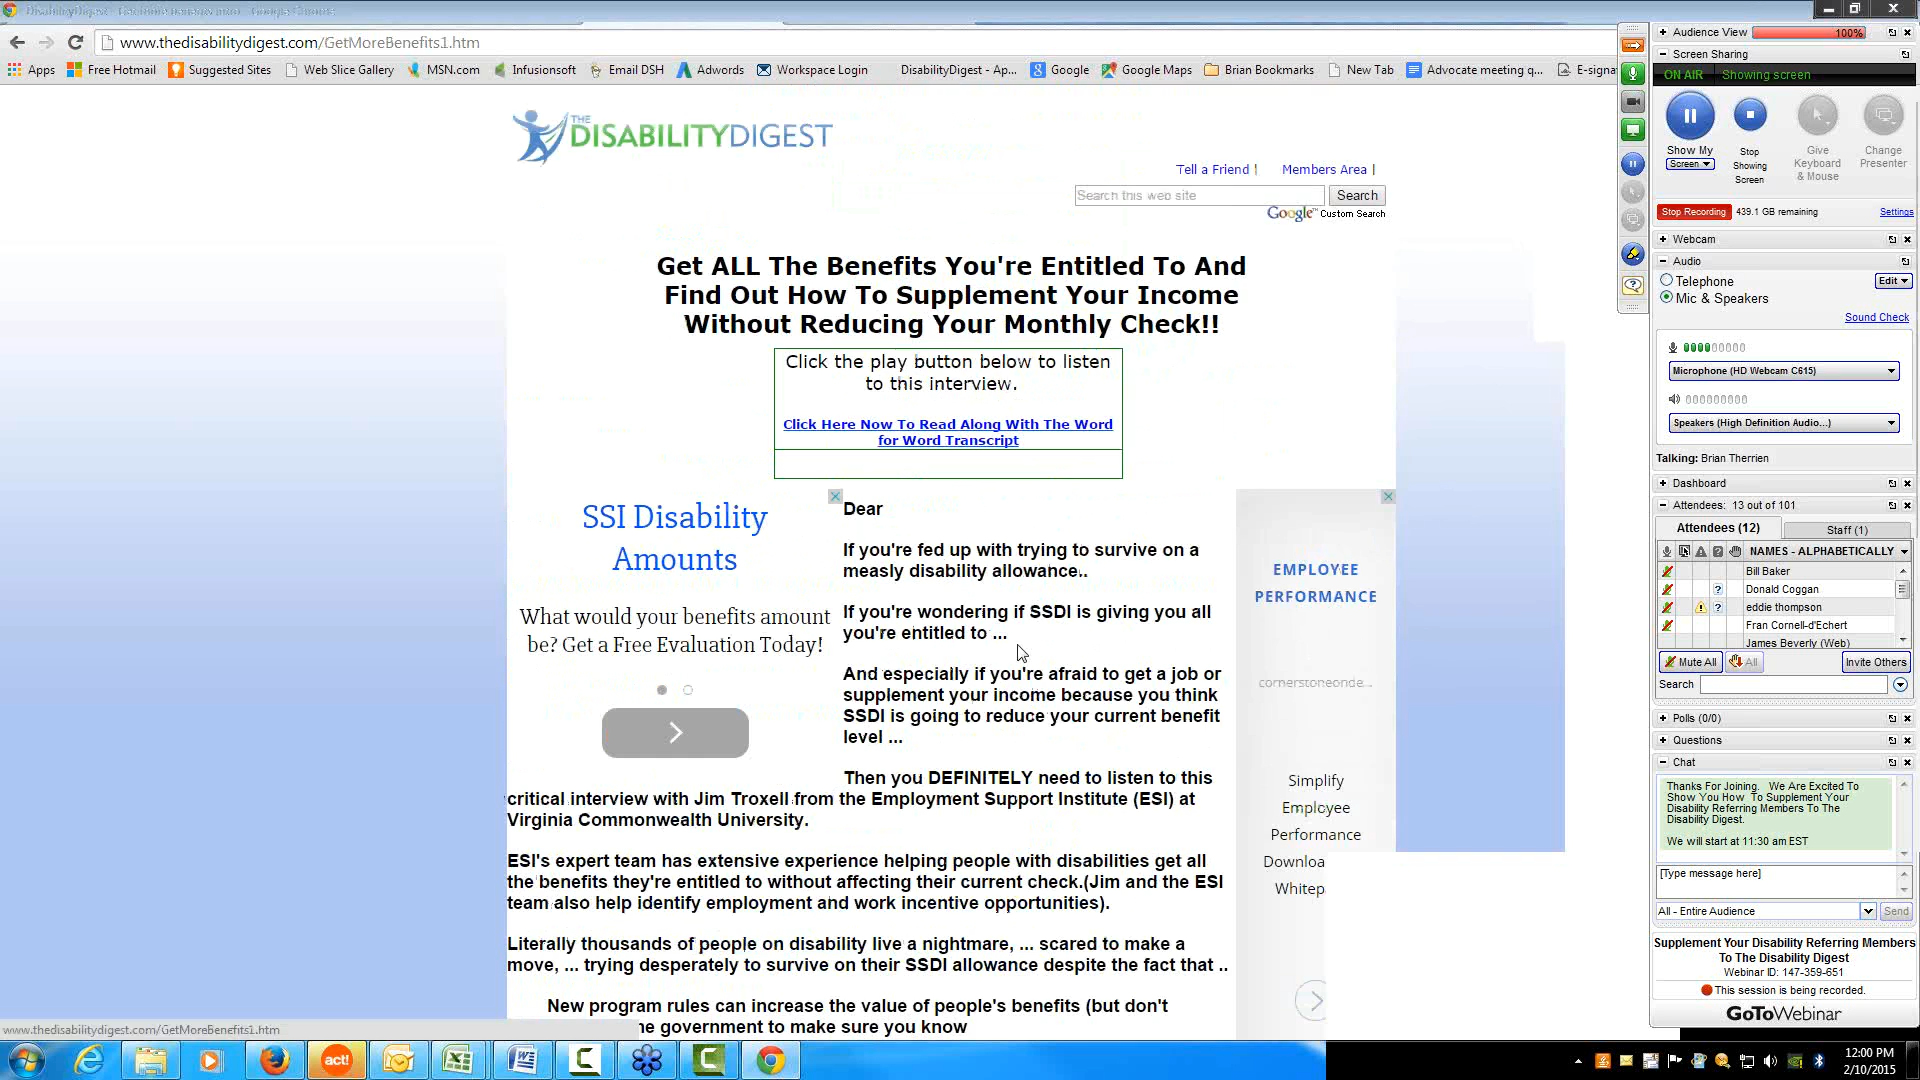 DisabilityDigest - Get More Benefits Intro - Google Chrome
www.thedisabilitydigest.com/GetMoreBenefits1.htm
Apps Free Hotmail Suggested Sites Web Slice Gallery MSN.com Infusionsoft Email DSH Adwords Workspace Login DisabilityDigest - Ap... Google Google Maps Brian Bookmarks New Tab Advocate meeting q... E-signa
THE
DISABILITYDIGEST
Tell a Friend | Members Area |
Search this web site Search
Google™ Custom Search
Get ALL The Benefits You're Entitled To And
Find Out How To Supplement Your Income
Without Reducing Your Monthly Check!!
Click the play button below to listen
to this interview.
Click Here Now To Read Along With The Word
for Word Transcript
SSI Disability
Amounts
What would your benefits amount
be? Get a Free Evaluation Today!
Dear
If you're fed up with trying to survive on a
measly disability allowance..
If you're wondering if SSDI is giving you all
you're entitled to ...
And especially if you're afraid to get a job or
supplement your income because you think
SSDI is going to reduce your current benefit
level ...
Then you DEFINITELY need to listen to this
critical interview with Jim Troxell from the Employment Support Institute (ESI) at
Virginia Commonwealth University.
ESI's expert team has extensive experience helping people with disabilities get all
the benefits they're entitled to without affecting their current check.(Jim and the ESI
team also help identify employment and work incentive opportunities).
Literally thousands of people on disability live a nightmare, ... scared to make a
move, ... trying desperately to survive on their SSDI allowance despite the fact that ..
New program rules can increase the value of people's benefits (but don't
he government to make sure you know
EMPLOYEE
PERFORMANCE
cornerstoneonde...
Simplify
Employee
Performance
Downloa
Whitep
www.thedisabilitydigest.com/GetMoreBenefits1.htm
Audience View 100%
Screen Sharing
ON AIR Showing screen
Show My
Screen
Stop
Showing
Screen
Give
Keyboard
& Mouse
Change
Presenter
Stop Recording 439.1 GB remaining Settings
Webcam
Audio
Telephone Edit
Mic & Speakers
Sound Check
Microphone (HD Webcam C615)
Speakers (High Definition Audio...)
Talking: Brian Therrien
Dashboard
Attendees: 13 out of 101
Attendees (12) Staff (1)
NAMES - ALPHABETICALLY
Bill Baker
Donald Coggan
eddie thompson
Fran Cornell-d'Echert
James Beverly (Web)
Mute All All Invite Others
Search
Polls (0/0)
Questions
Chat
Thanks For Joining. We Are Excited To
Show You How To Supplement Your
Disability Referring Members To The
Disability Digest.
We will start at 11:30 am EST
[Type message here]
All - Entire Audience Send
Supplement Your Disability Referring Members
To The Disability Digest
Webinar ID: 147-359-651
This session is being recorded.
GoToWebinar
act!
12:00 PM
2/10/2015